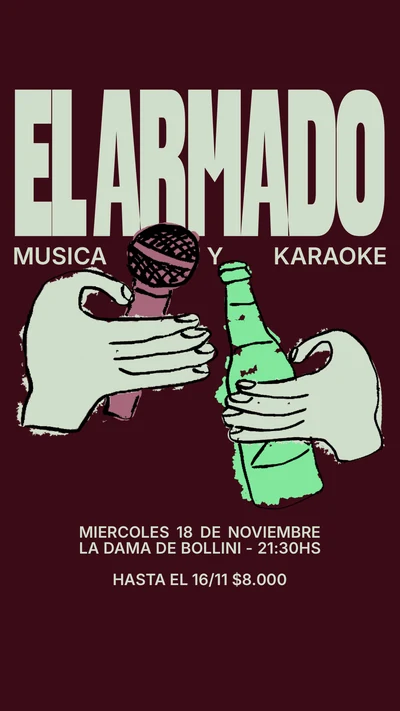 EL ARMADO
MUSICA Y KARAOKE
MIERCOLES 18 DE NOVIEMBRE
LA DAMA DE BOLLINI - 21:30HS
HASTA EL 16/11 $8.000